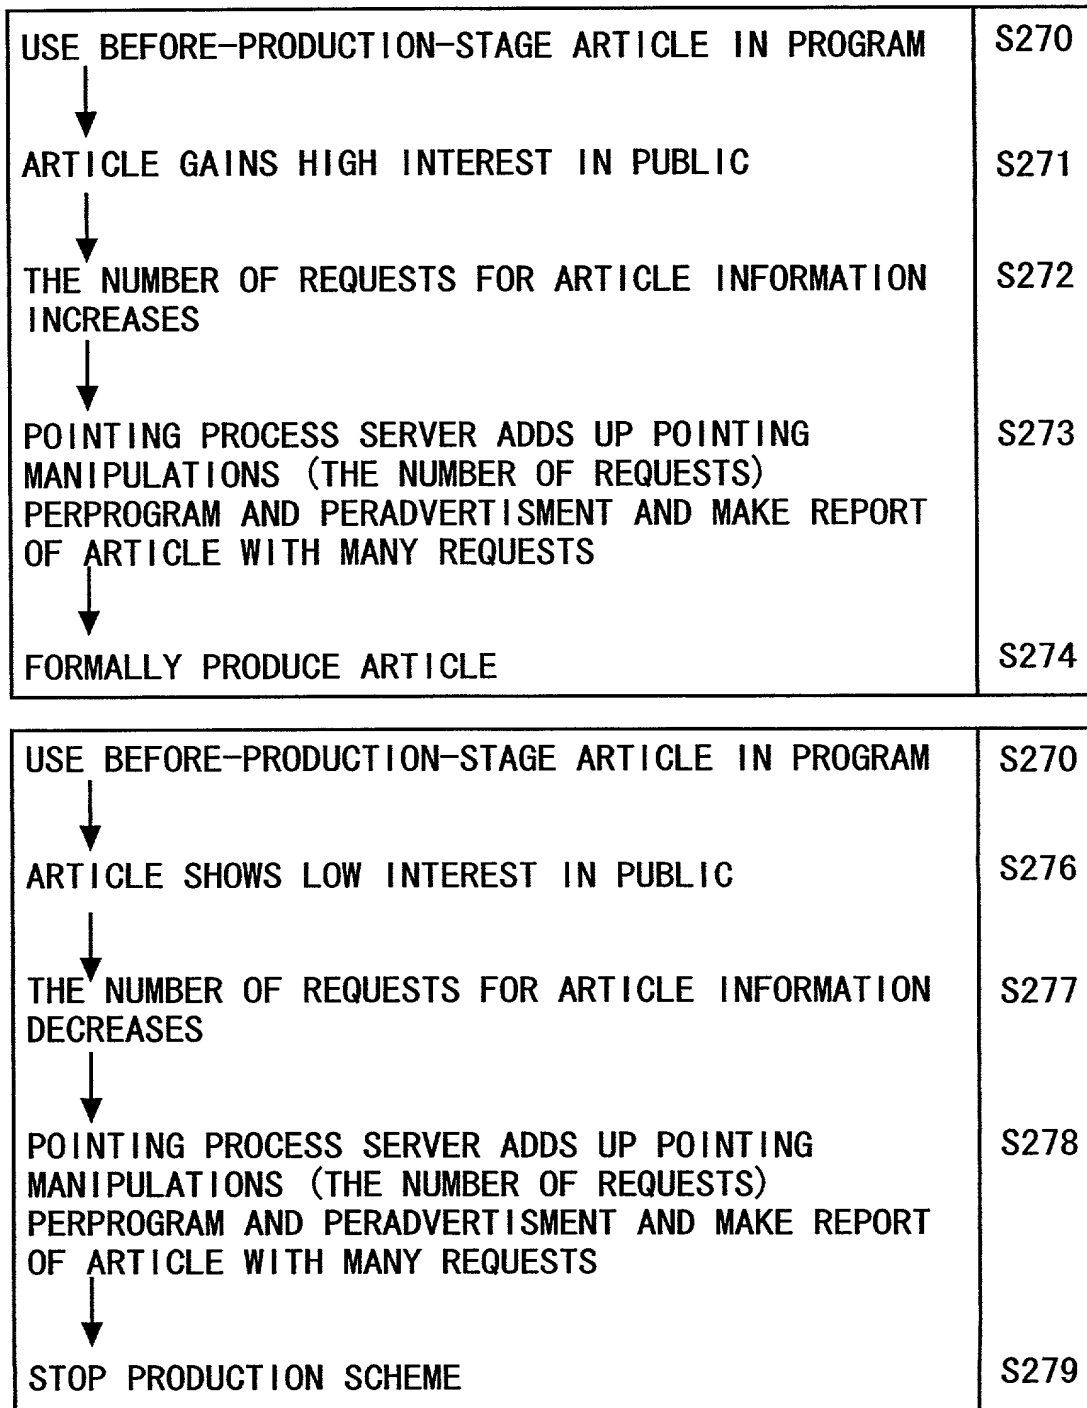 USE BEFORE-PRODUCTION-STAGE ARTICLE IN PROGRAM S270
ARTICLE GAINS HIGH INTEREST IN PUBLIC S271
THE NUMBER OF REQUESTS FOR ARTICLE INFORMATION S272
INCREASES
POINTING PROCESS SERVER ADDS UP POINTING S273
MANIPULATIONS (THE NUMBER OF REQUESTS)
PERPROGRAM AND PERADVERTISMENT AND MAKE REPORT
OF ARTICLE WITH MANY REQUESTS
FORMALLY PRODUCE ARTICLE S274
USE BEFORE-PRODUCTION-STAGE ARTICLE IN PROGRAM S270
ARTICLE SHOWS LOW INTEREST IN PUBLIC S276
THE NUMBER OF REQUESTS FOR ARTICLE INFORMATION S277
DECREASES
POINTING PROCESS SERVER ADDS UP POINTING S278
MANIPULATIONS (THE NUMBER OF REQUESTS)
PERPROGRAM AND PERADVERTISMENT AND MAKE REPORT
OF ARTICLE WITH MANY REQUESTS
STOP PRODUCTION SCHEME S279